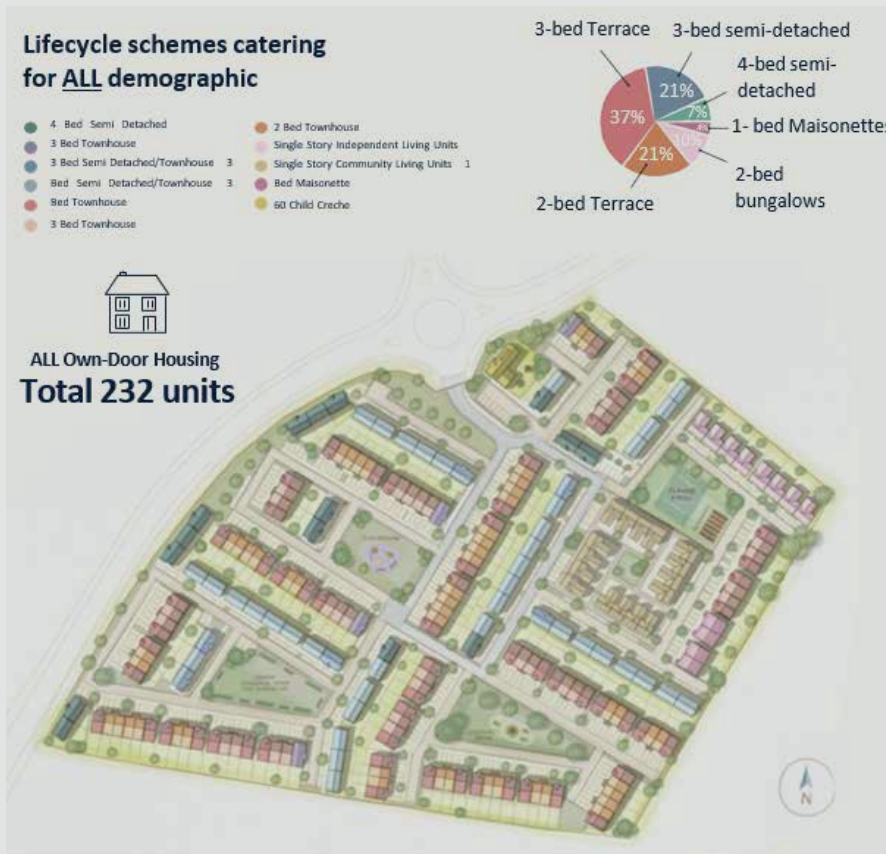 Lifecycle schemes catering
for ALL demographic
4 Bed Semi Detached
3 Bed Townhouse
3 Bed Semi Detached/Townhouse 3
Bed Semi Detached/Townhouse 3
Bed Townhouse
3 Bed Townhouse
2 Bed Townhouse
Single Story Independent Living Units
Single Story Community Living Units 1
Bed Maisonette
60 Child Creche
3-bed Terrace
3-bed semi-detached
4-bed semi-
detached
1- bed Maisonettes
2-bed
bungalows
2-bed Terrace
37%
21%
7%
4%
10%
21%
ALL Own-Door Housing
Total 232 units
N